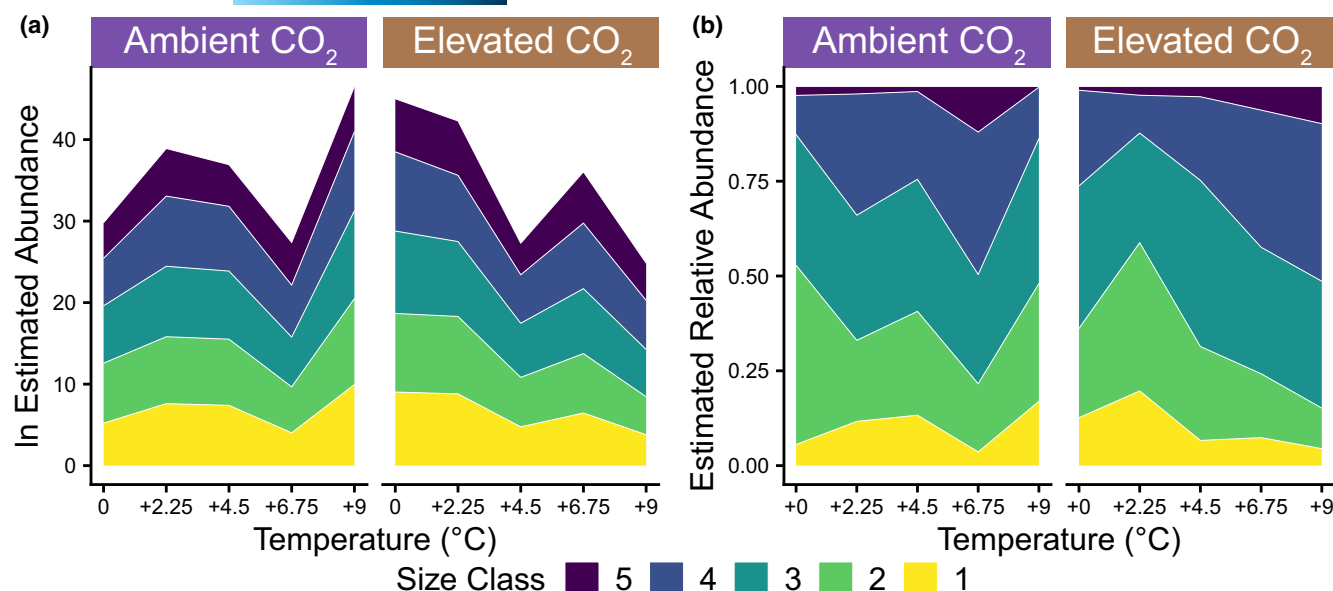 (a)
Ambient CO2
Elevated CO2
ln Estimated Abundance
40
30
20
10
0
0 +2.25 +4.5 +6.75 +9
0 +2.25 +4.5 +6.75 +9
Temperature (°C)
(b)
Ambient CO2
Elevated CO2
Estimated Relative Abundance
1.00
0.75
0.50
0.25
0.00
+0 +2.25 +4.5 +6.75 +9
+0 +2.25 +4.5 +6.75 +9
Temperature (°C)
Size Class 5 4 3 2 1